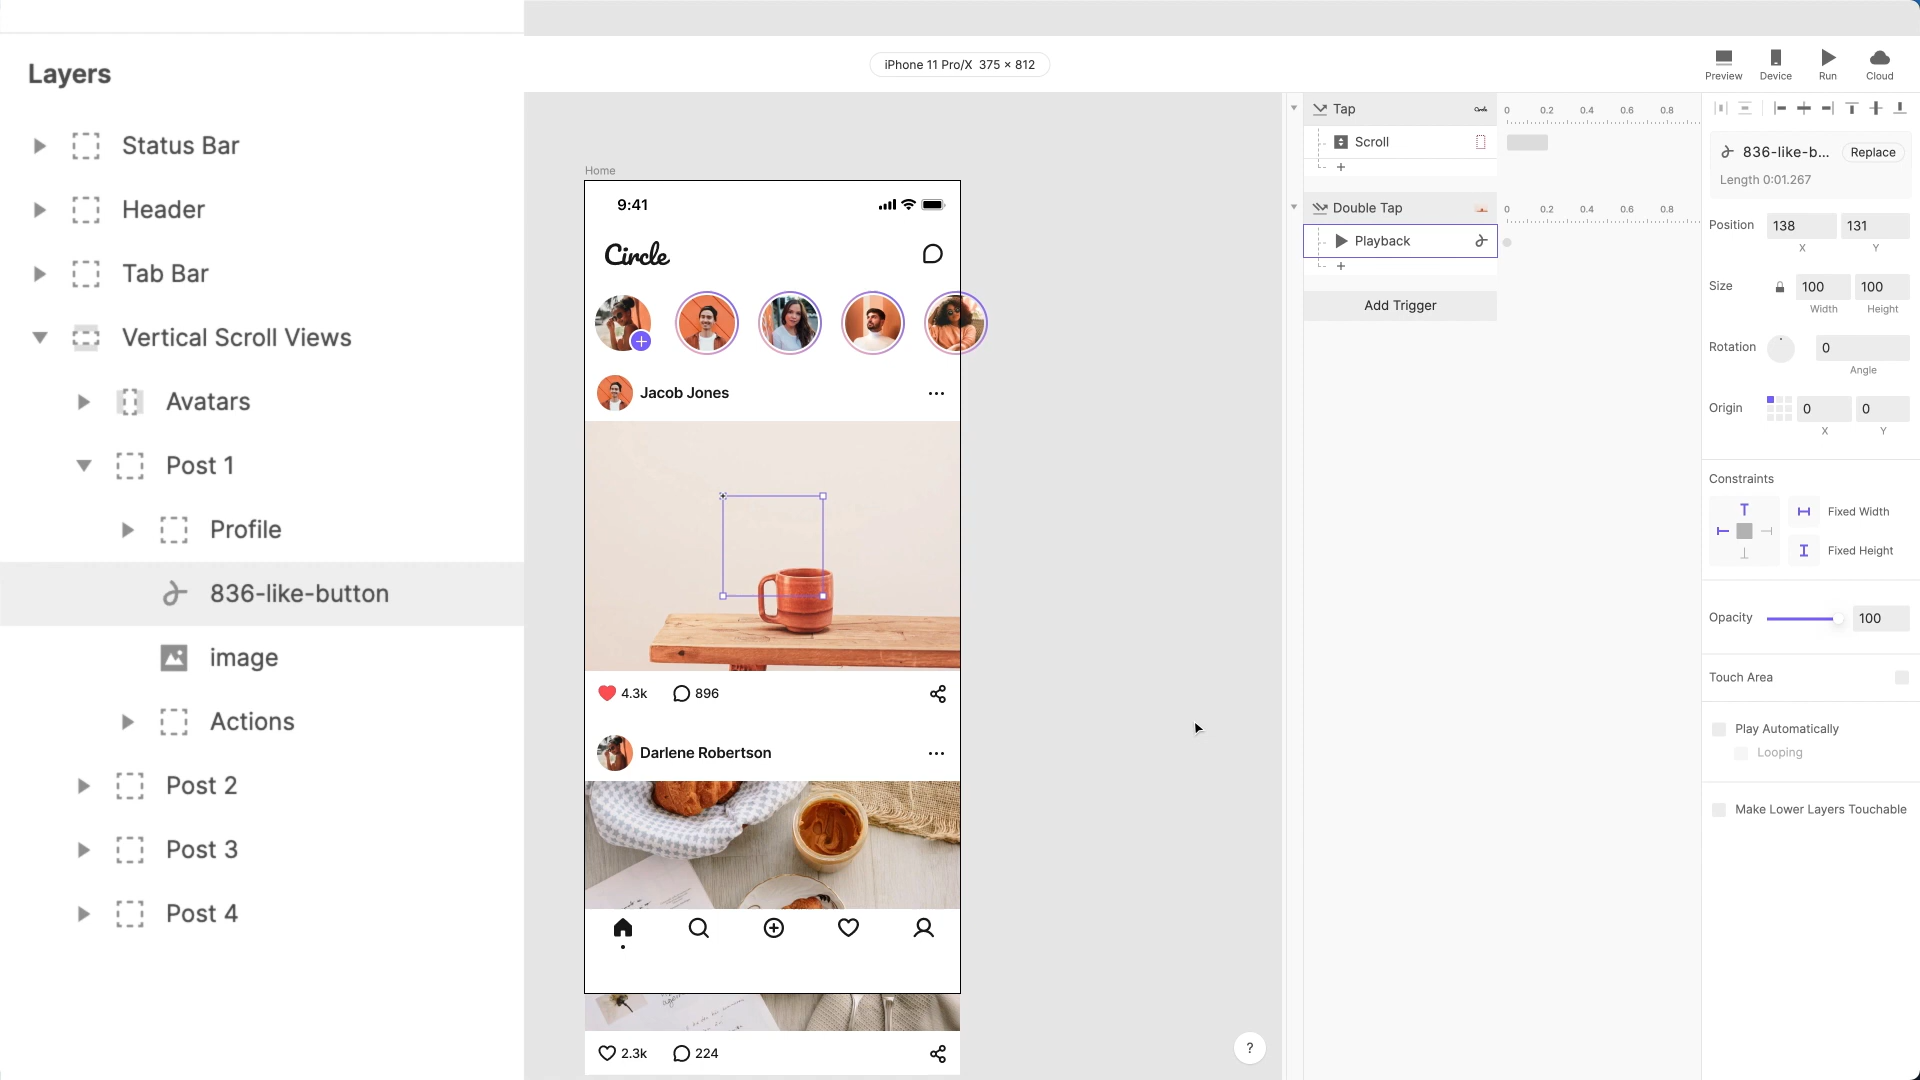 Layers
Status Bar
Header
Tab Bar
Vertical Scroll Views
Avatars
Post 1
Profile
836-like-button
image
Actions
Post 2
Post 3
Post 4
iPhone 11 Pro/X 375 × 812
Preview
Device
Run
Cloud
Home
9:41
Circle
Jacob Jones
4.3k
896
Darlene Robertson
2.3k
224
?
Tap
0 0.2 0.4 0.6 0.8
Scroll
+
Double Tap
0 0.2 0.4 0.6 0.8
Playback
+
Add Trigger
836-like-b...
Replace
Length 0:01.267
Position 138 131
X Y
Size 100 100
Width Height
Rotation 0
Angle
Origin 0 0
X Y
Constraints
Fixed Width
Fixed Height
Opacity 100
Touch Area
Play Automatically
Looping
Make Lower Layers Touchable